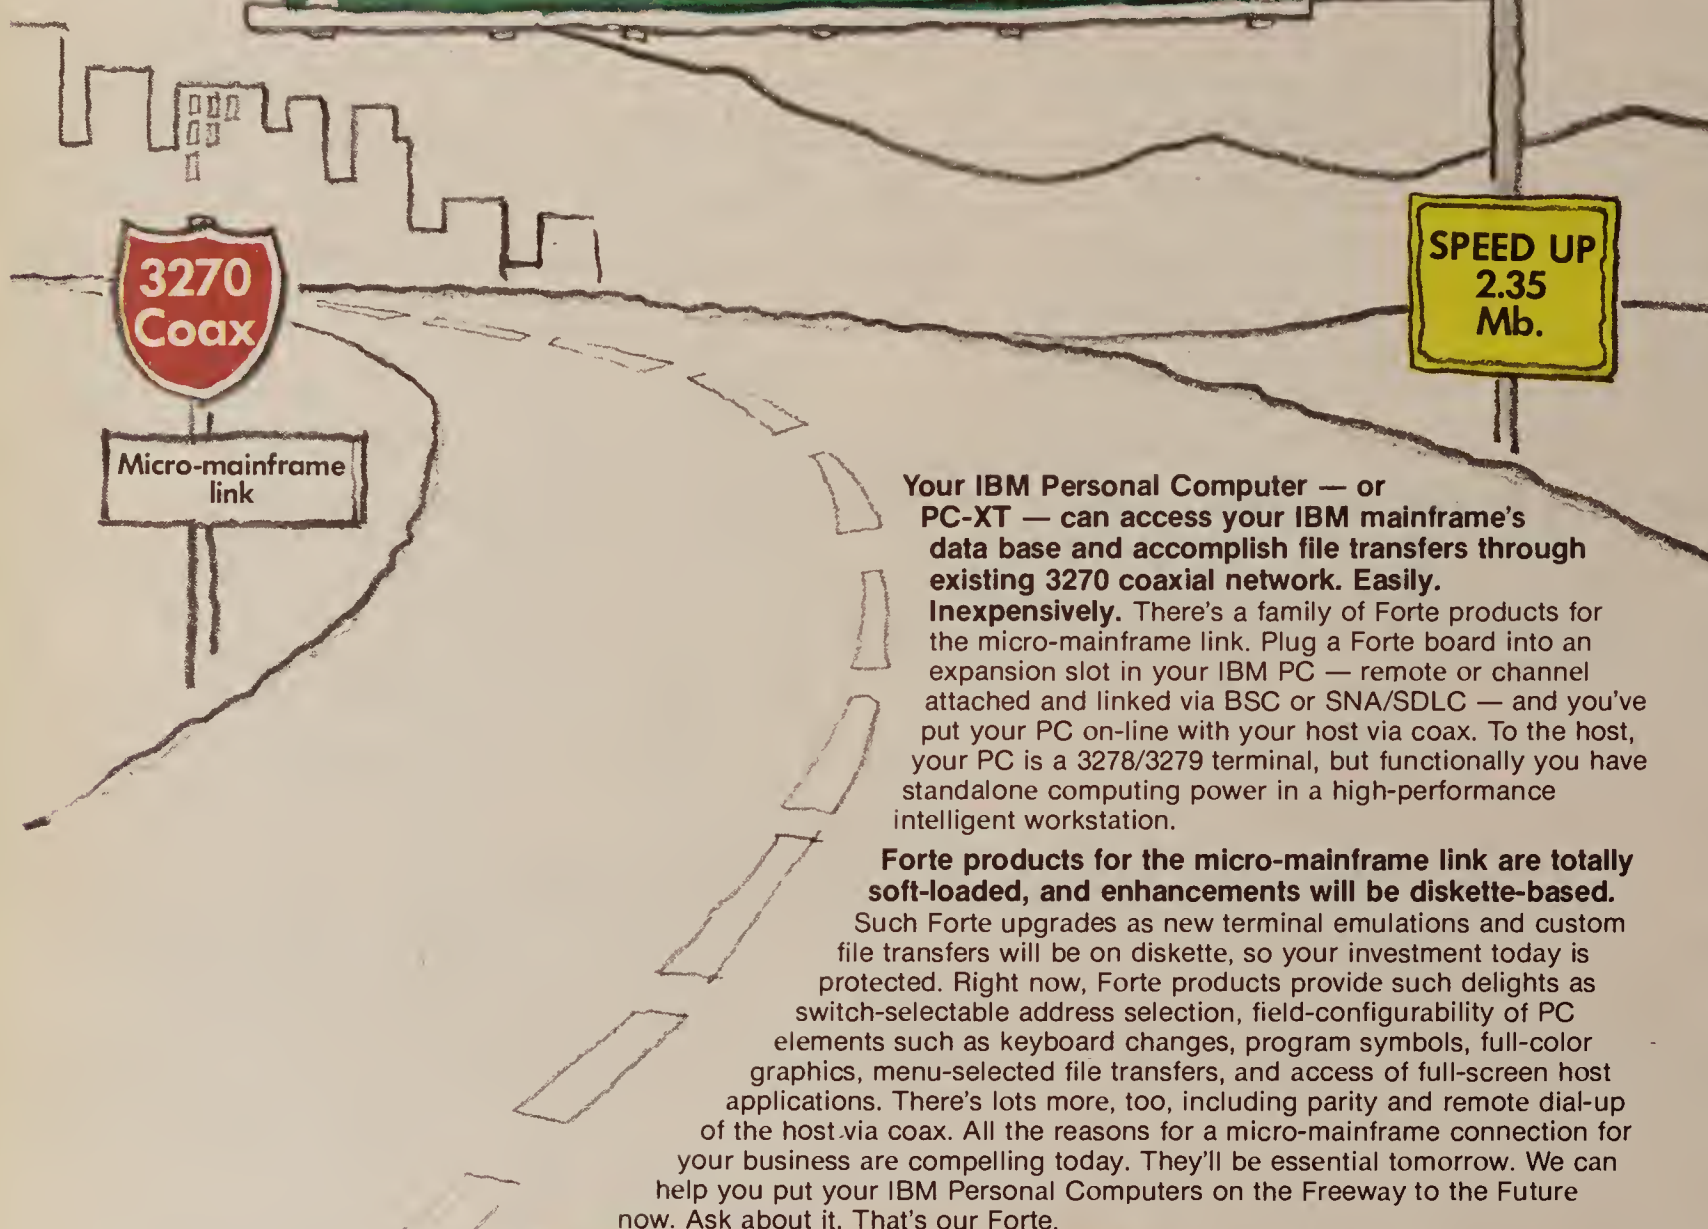 3270
Coax
Micro-mainframe
link
SPEED UP
2.35
Mb.
Your IBM Personal Computer — or
PC-XT — can access your IBM mainframe's
data base and accomplish file transfers through
existing 3270 coaxial network. Easily.
Inexpensively. There's a family of Forte products for
the micro-mainframe link. Plug a Forte board into an
expansion slot in your IBM PC — remote or channel
attached and linked via BSC or SNA/SDLC — and you've
put your PC on-line with your host via coax. To the host,
your PC is a 3278/3279 terminal, but functionally you have
standalone computing power in a high-performance
intelligent workstation.
Forte products for the micro-mainframe link are totally
soft-loaded, and enhancements will be diskette-based.
Such Forte upgrades as new terminal emulations and custom
file transfers will be on diskette, so your investment today is
protected. Right now, Forte products provide such delights as
switch-selectable address selection, field-configurability of PC
elements such as keyboard changes, program symbols, full-color
graphics, menu-selected file transfers, and access of full-screen host
applications. There's lots more, too, including parity and remote dial-up
of the host via coax. All the reasons for a micro-mainframe connection for
your business are compelling today. They'll be essential tomorrow. We can
help you put your IBM Personal Computers on the Freeway to the Future
now. Ask about it. That's our Forte.